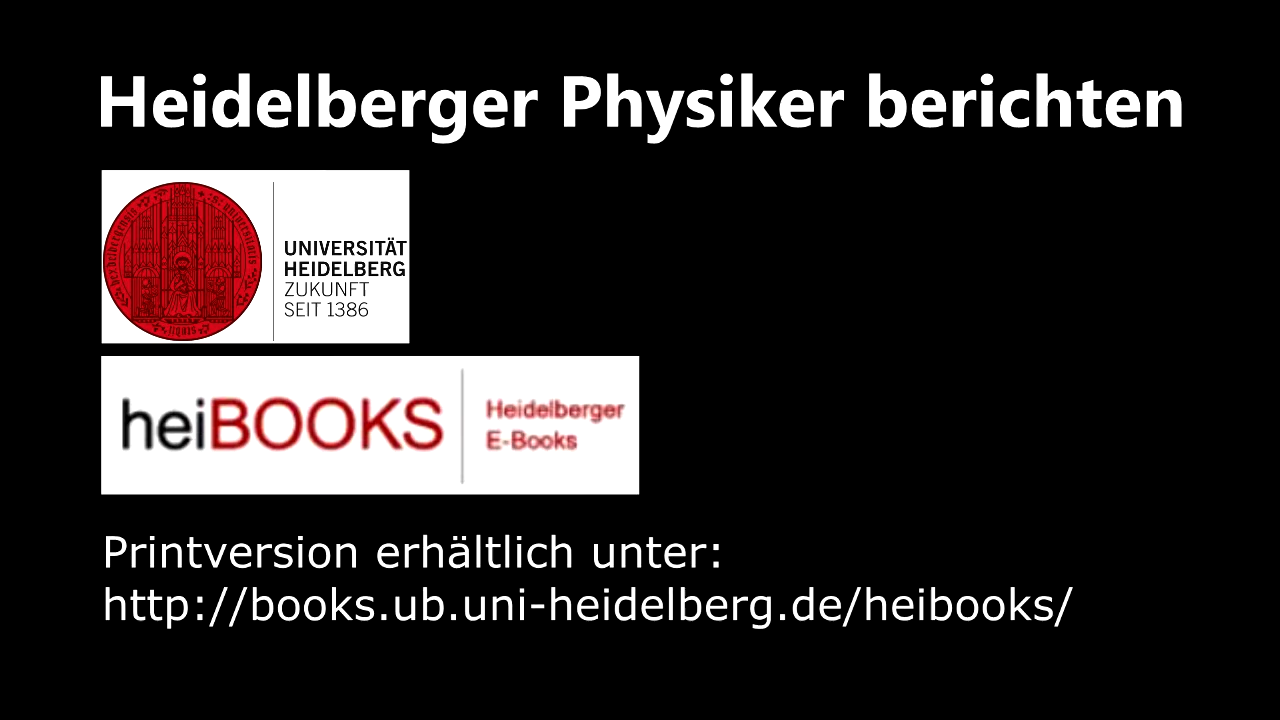 Heidelberger Physiker berichten
UNIVERSITÄT
HEIDELBERG
ZUKUNFT
SEIT 1386
heiBOOKS
Heidelberger
E-Books
Printversion erhältlich unter:
http://books.ub.uni-heidelberg.de/heibooks/